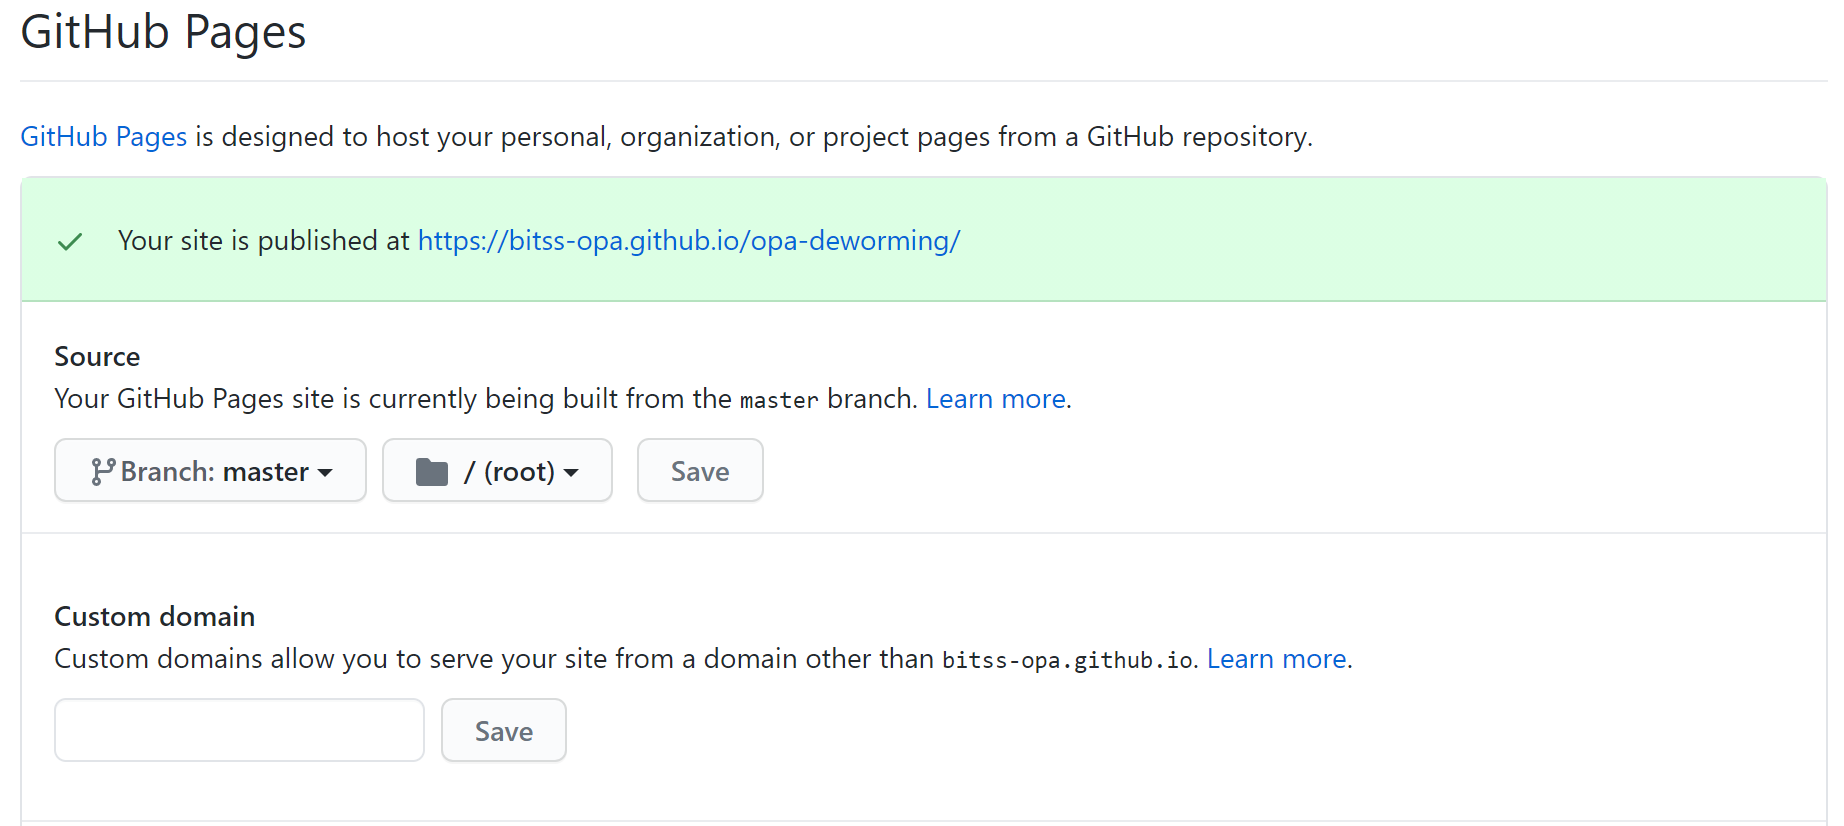 GitHub Pages
GitHub Pages is designed to host your personal, organization, or project pages from a GitHub repository.
Your site is published at https://bitss-opa.github.io/opa-deworming/
Source
Your GitHub Pages site is currently being built from the master branch. Learn more.
Branch: master / (root) Save
Custom domain
Custom domains allow you to serve your site from a domain other than bitss-opa.github.io. Learn more.
Save